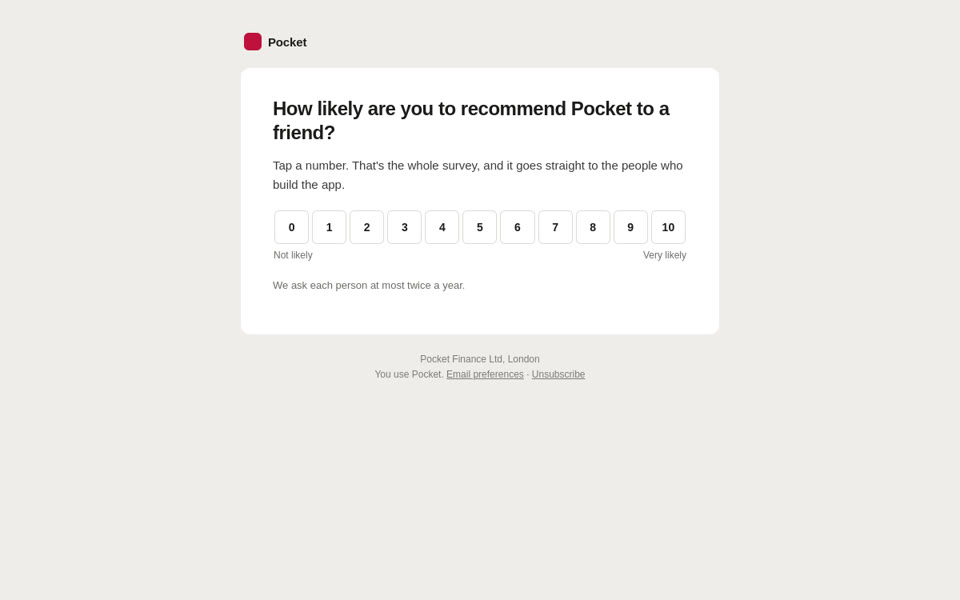 Pocket
How likely are you to recommend Pocket to a
friend?
Tap a number. That's the whole survey, and it goes straight to the people who
build the app.
0 1 2 3 4 5 6 7 8 9 10
Not likely Very likely
We ask each person at most twice a year.
Pocket Finance Ltd, London
You use Pocket. Email preferences · Unsubscribe